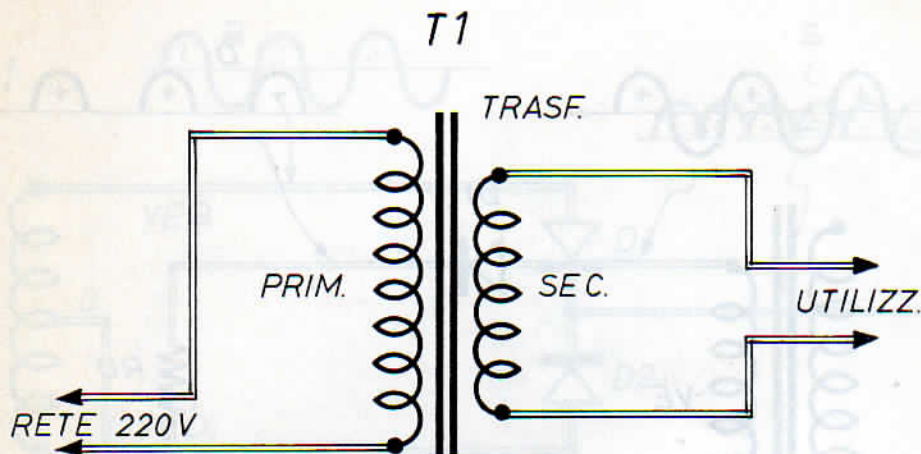 T1
TRASF.
PRIM.
SEC.
UTILIZZ.
RETE 220V